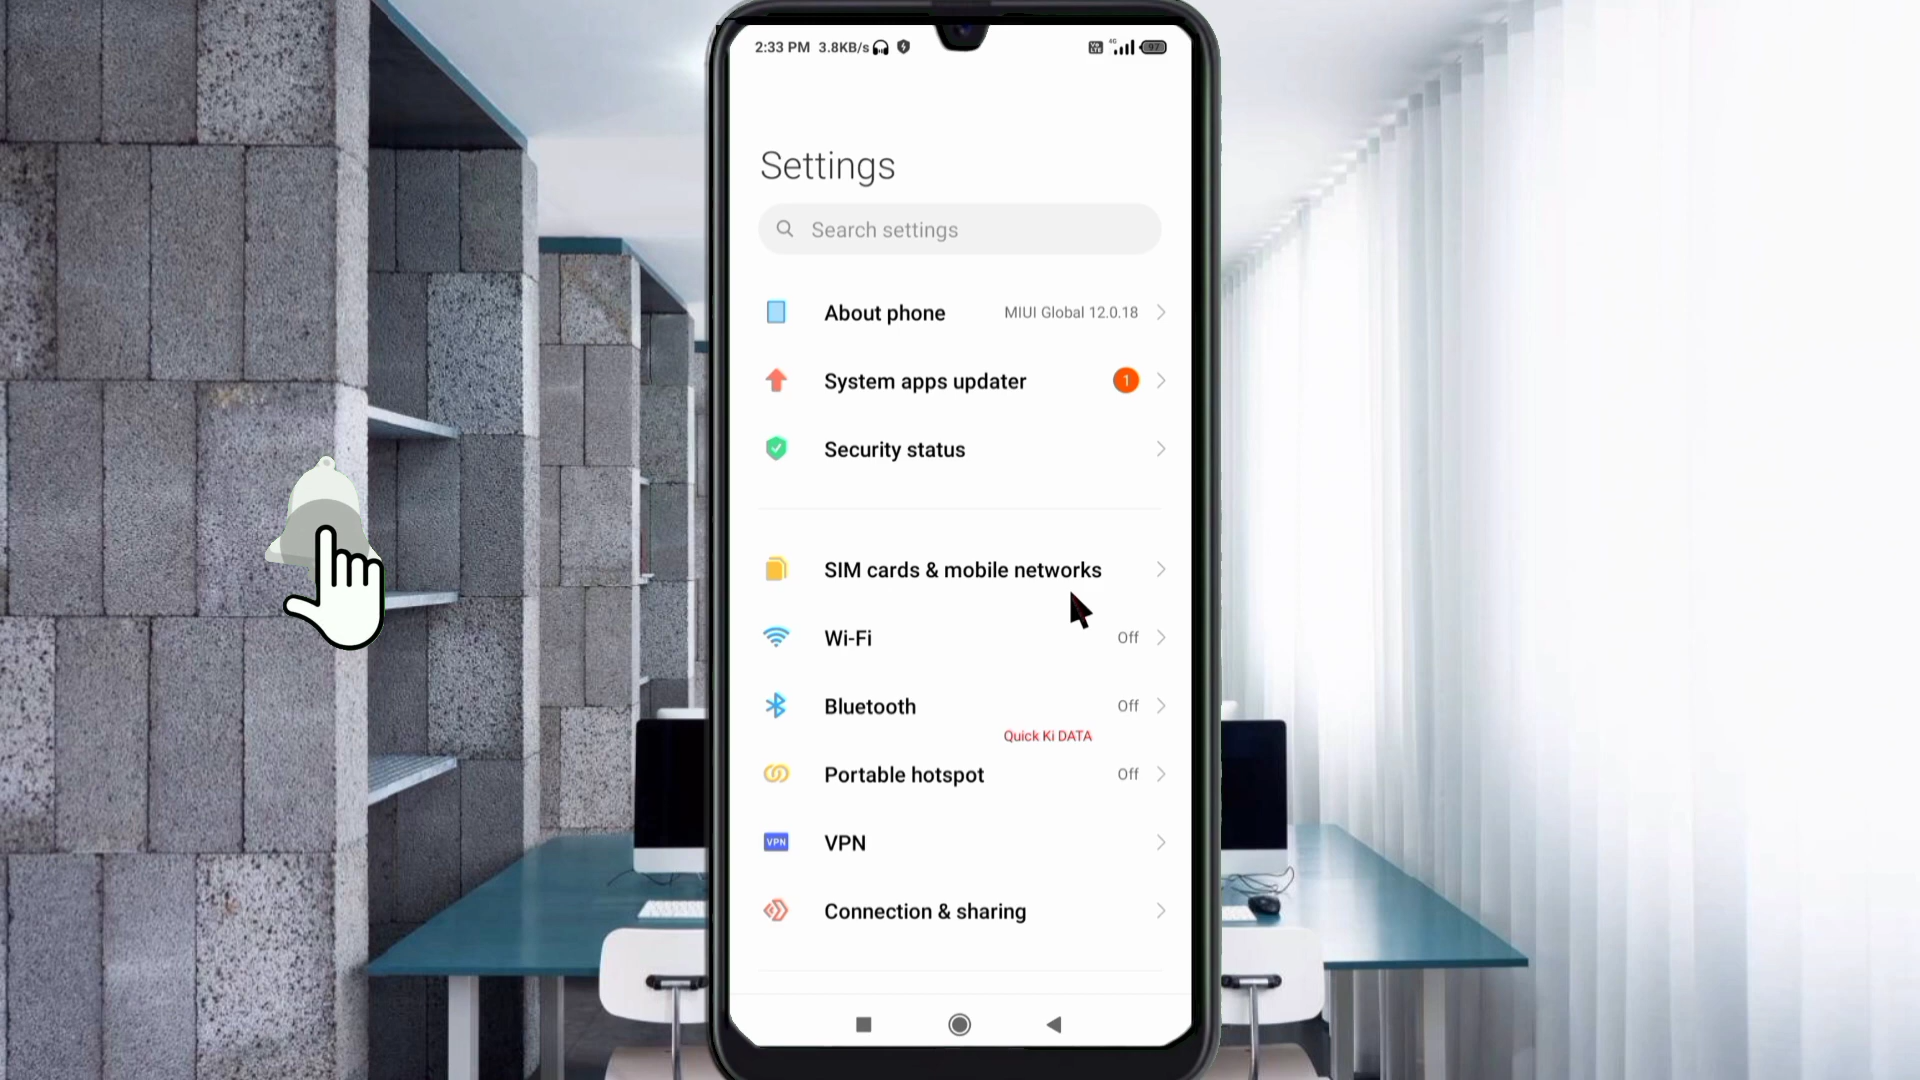 2:33 PM 3.8KB/s
4G 97
Settings
Search settings
About phone MIUI Global 12.0.18
System apps updater 1
Security status
SIM cards & mobile networks
Wi-Fi Off
Bluetooth Off
Quick Ki DATA
Portable hotspot Off
VPN VPN
Connection & sharing